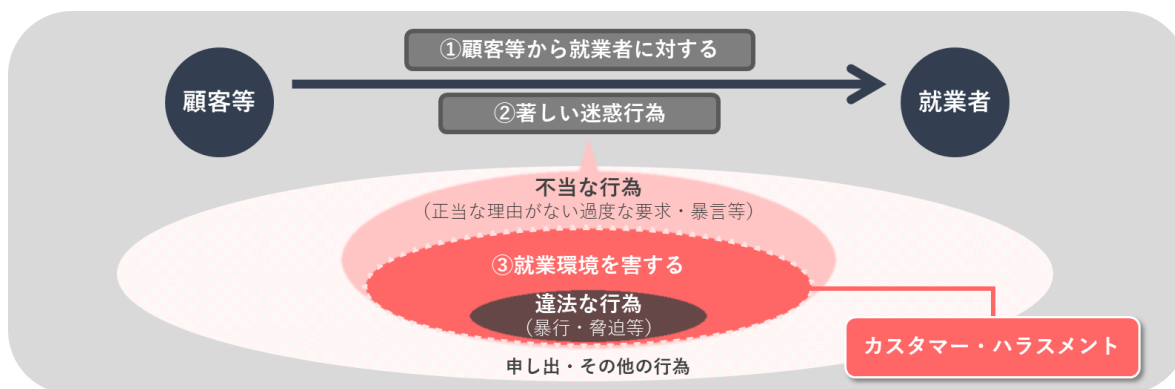 ①顧客等から就業者に対する
顧客等
就業者
②著しい迷惑行為
不当な行為
（正当な理由がない過度な要求・暴言等）
③就業環境を害する
違法な行為
（暴行・脅迫等）
カスタマー・ハラスメント
申し出・その他の行為